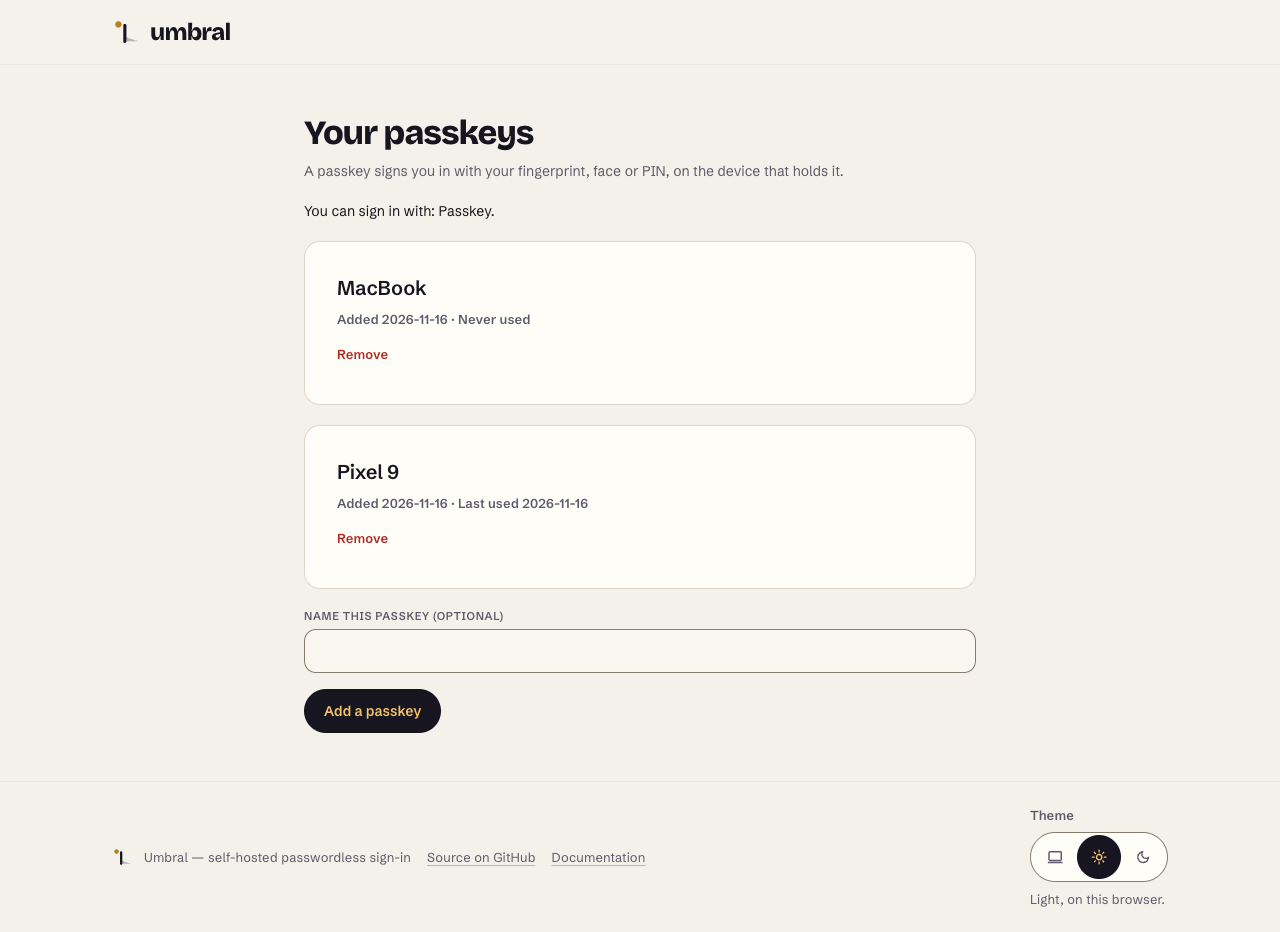 umbral
Your passkeys
A passkey signs you in with your fingerprint, face or PIN, on the device that holds it.
You can sign in with: Passkey.
MacBook
Added 2026-11-16 · Never used
Remove
Pixel 9
Added 2026-11-16 · Last used 2026-11-16
Remove
NAME THIS PASSKEY (OPTIONAL)
Add a passkey
Theme
Umbral — self-hosted passwordless sign-in Source on GitHub Documentation
Light, on this browser.